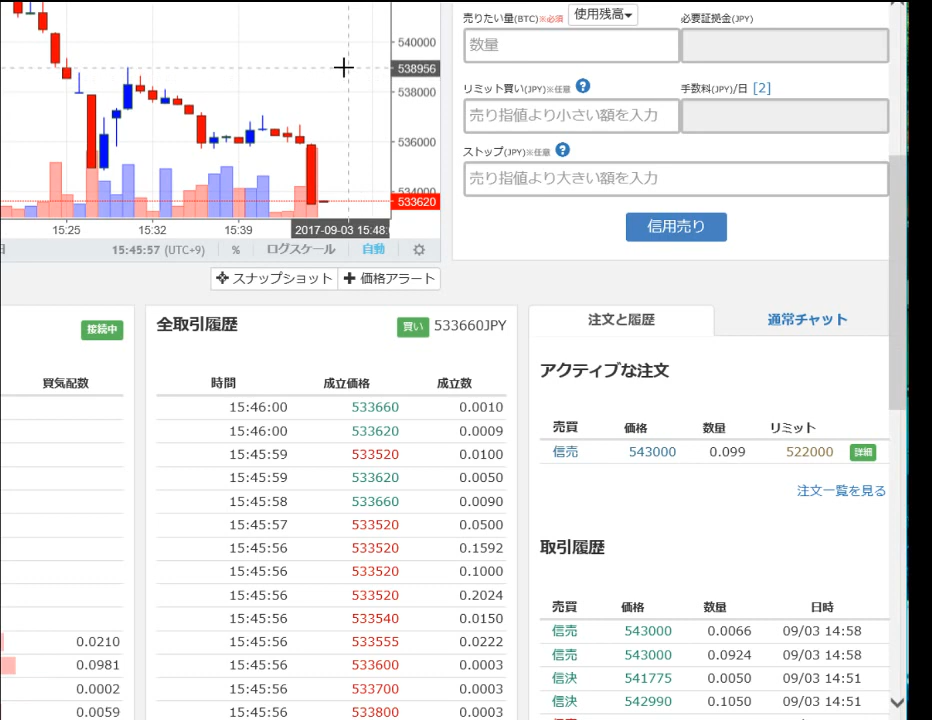 売りたい量(BTC)※必須 使用残高 必要証拠金(JPY)
数量
540000
538956
538000
536000
534000
533620
リミット買い(JPY)※任意 ? 手数料(JPY)/日 [2]
売り指値より小さい額を入力
ストップ(JPY)※任意 ?
売り指値より大きい額を入力
信用売り
15:25 15:32 15:39 2017-09-03 15:48:
15:45:57 (UTC+9) % ログスケール 自動
スナップショット 価格アラート
接続中
買気配数
0.0210
0.0981
0.0002
0.0059
全取引履歴 買い 533660JPY
時間 成立価格 成立数
15:46:00 533660 0.0010
15:46:00 533620 0.0009
15:45:59 533520 0.0100
15:45:59 533620 0.0050
15:45:58 533660 0.0090
15:45:57 533520 0.0500
15:45:56 533520 0.1592
15:45:56 533520 0.1000
15:45:56 533520 0.2024
15:45:56 533540 0.0150
15:45:56 533555 0.0222
15:45:56 533600 0.0003
15:45:56 533700 0.0003
15:45:56 533800 0.0003
注文と履歴 通常チャット
アクティブな注文
売買 価格 数量 リミット
信売 543000 0.099 522000 詳細
注文一覧を見る
取引履歴
売買 価格 数量 日時
信売 543000 0.0066 09/03 14:58
信売 543000 0.0924 09/03 14:58
信決 541775 0.0050 09/03 14:51
信決 542990 0.1050 09/03 14:51